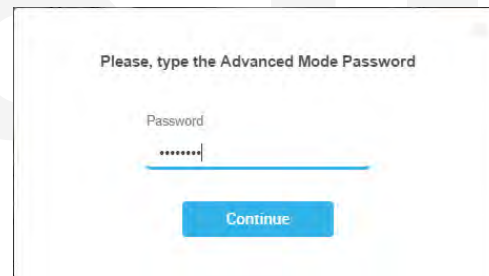 Please, type the Advanced Mode Password
Password
••••••••
Continue